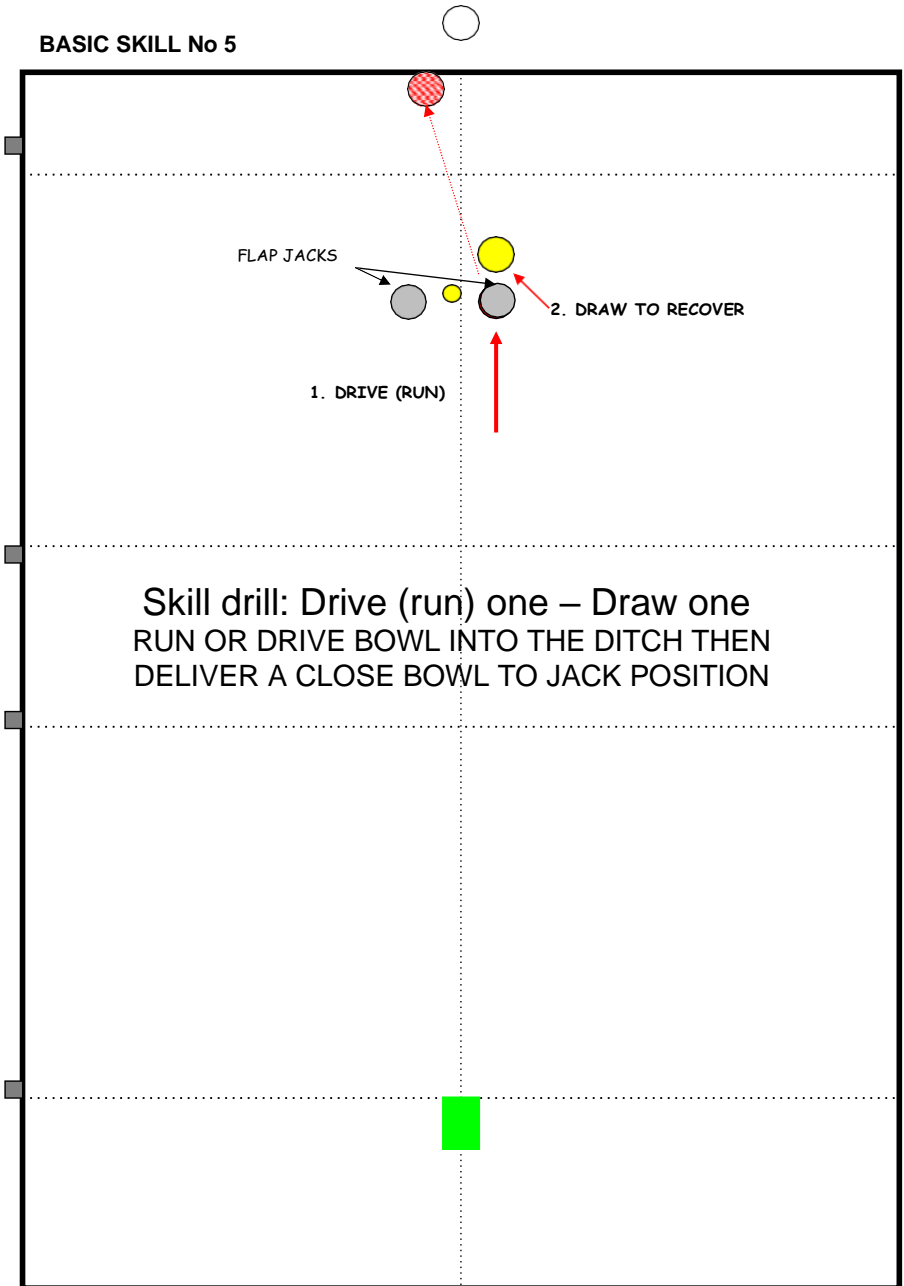 BASIC SKILL No 5
FLAP JACKS
2. DRAW TO RECOVER
1. DRIVE (RUN)
Skill drill: Drive (run) one – Draw one
RUN OR DRIVE BOWL INTO THE DITCH THEN
DELIVER A CLOSE BOWL TO JACK POSITION